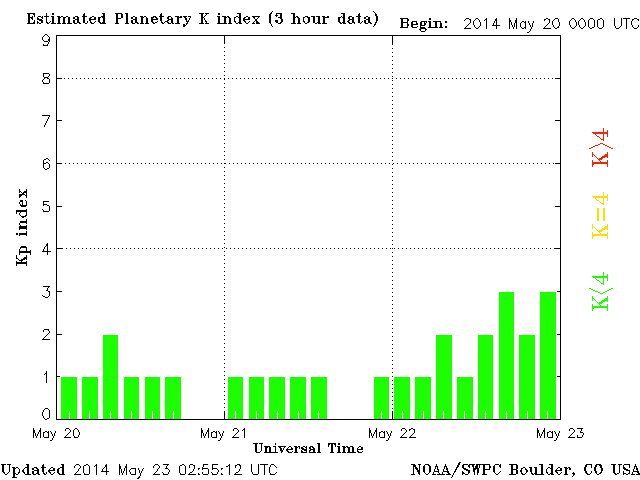 Estimated Planetary K index (3 hour data) Begin: 2014 May 20 0000 UTC
9
8
7
6
5
4
3
2
1
0
Kp index
May 20 May 21 May 22 May 23
Universal Time
K>4
K=4
K<4
Updated 2014 May 23 02:55:12 UTC NOAA/SWPC Boulder, CO USA